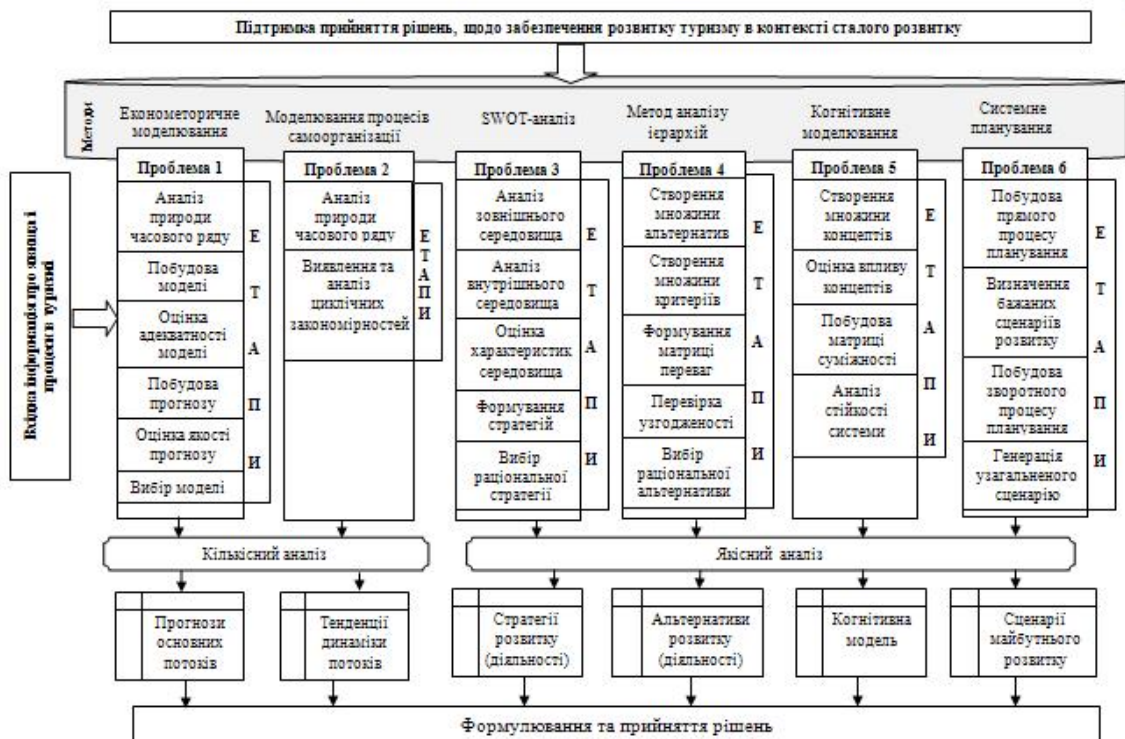 Підтримка прийняття рішень, щодо забезпечення розвитку туризму в контексті сталого розвитку
Методи
Економеторичне
моделювання
Моделювання процесів
самоорганізації
SWOT-аналіз
Метод аналізу
ієрархій
Когнітивне
моделювання
Системне
планування
Вхідна інформація про явища і
процеси в туризмі
Проблема 1
Аналіз
природи
часового ряду
Побудова
моделі
Оцінка
адекватності
моделі
Побудова
прогнозу
Оцінка якості
прогнозу
Вибір моделі
Е
Т
А
П
И
Проблема 2
Аналіз
природи
часового ряду
Виявлення та
аналіз
циклічних
закономірностей
Е
Т
А
П
И
Проблема 3
Аналіз
зовнішнього
середовища
Аналіз
внутрішнього
середовища
Оцінка
характеристик
середовища
Формування
стратегій
Вибір
раціональної
стратегії
Е
Т
А
П
И
Проблема 4
Створення
множини
альтернатив
Створення
множини
критеріїв
Формування
матриці
переваг
Перевірка
узгодженості
Вибір
раціональної
альтернативи
Е
Т
А
П
И
Проблема 5
Створення
множини
концептів
Оцінка впливу
концептів
Побудова
матриці
суміжності
Аналіз
стійкості
системи
Е
Т
А
П
И
Проблема 6
Побудова
прямого
процесу
планування
Визначення
бажаних
сценаріїв
розвитку
Побудова
зворотного
процесу
планування
Генерація
узагальненого
сценарію
Е
Т
А
П
И
Кількісний аналіз
Якісний аналіз
Прогнози
основних
потоків
Тенденції
динаміки
потоків
Стратегії
розвитку
(діяльності)
Альтернативи
розвитку
(діяльності)
Когнітивна
модель
Сценарії
майбутнього
розвитку
Формулювання та прийняття рішень